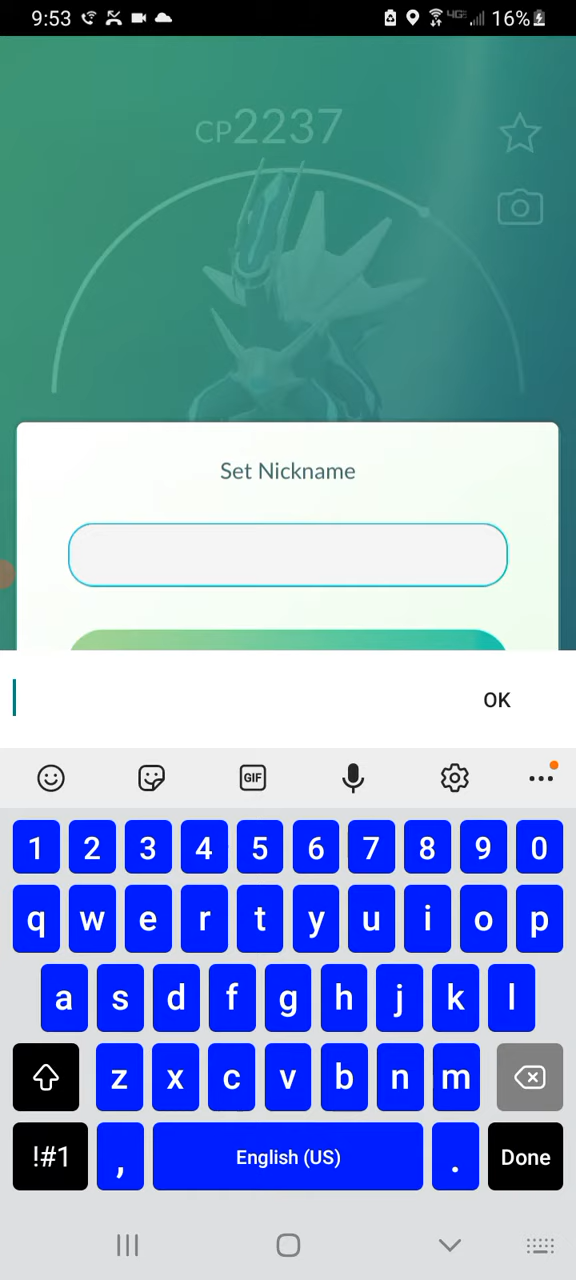 9:53 4GE 16%
CP2237
Set Nickname
OK
GIF
1 2 3 4 5 6 7 8 9 0
q w e r t y u i o p
a s d f g h j k l
z x c v b n m
!#1 , English (US) . Done